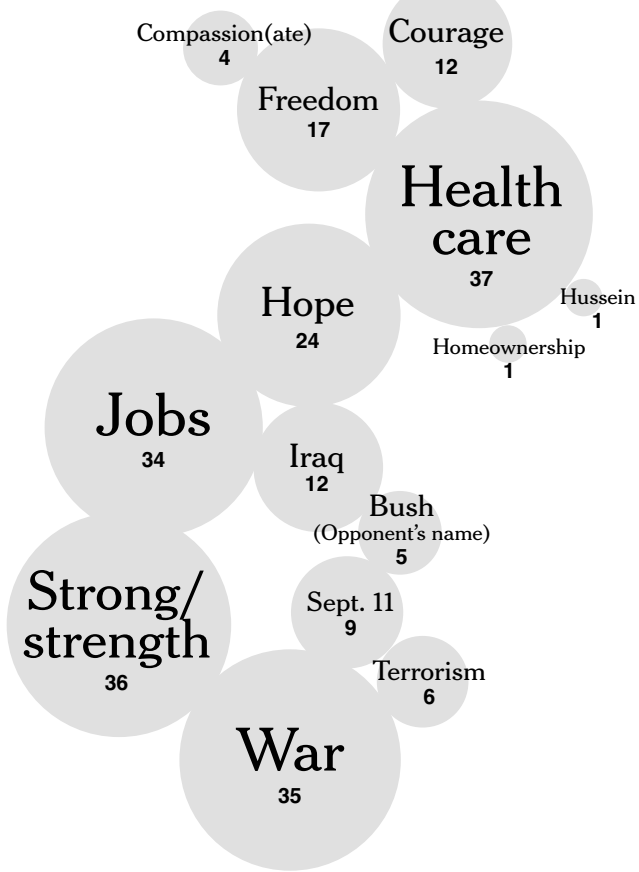 Compassion(ate)
4
Courage
12
Freedom
17
Health
care
37
Hussein
1
Homeownership
1
Hope
24
Jobs
34
Iraq
12
Bush
(Opponent’s name)
5
Strong/
strength
36
Sept. 11
9
Terrorism
6
War
35